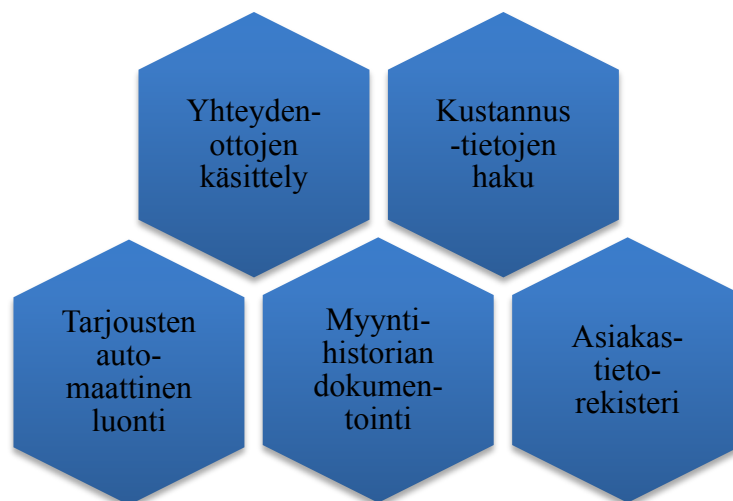 Yhteyden-
ottojen
käsittely
Kustannus
-tietojen
haku
Tarjousten
auto-
maattinen
luonti
Myynti-
historian
dokumen-
tointi
Asiakas-
tieto-
rekisteri